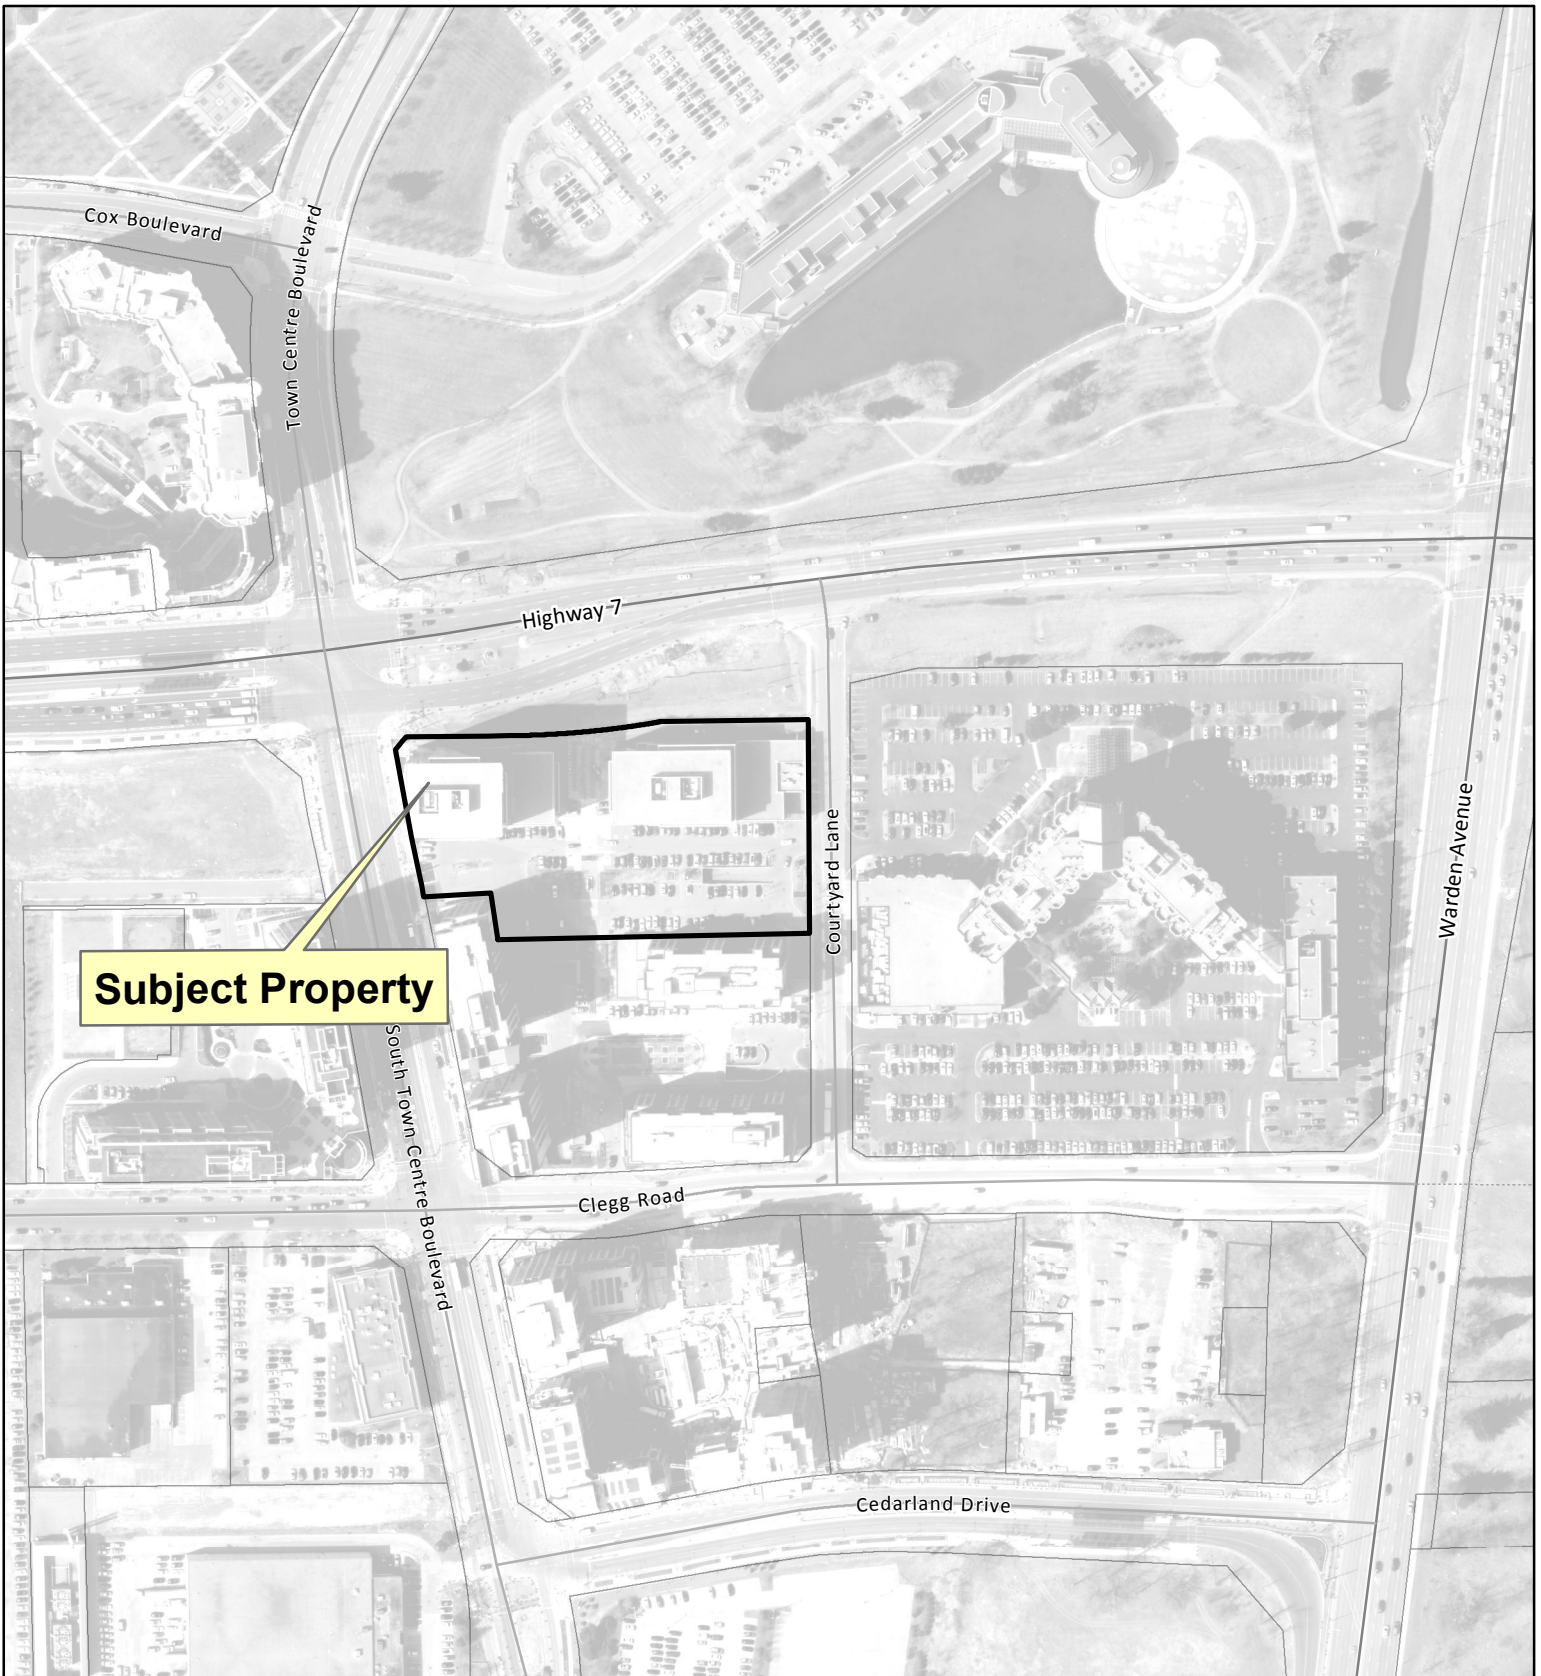 Cox Boulevard
Town Centre Boulevard
Highway 7
Courtyard Lane
Warden Avenue
Subject Property
South Town Centre Boulevard
Clegg Road
Cedarland Drive